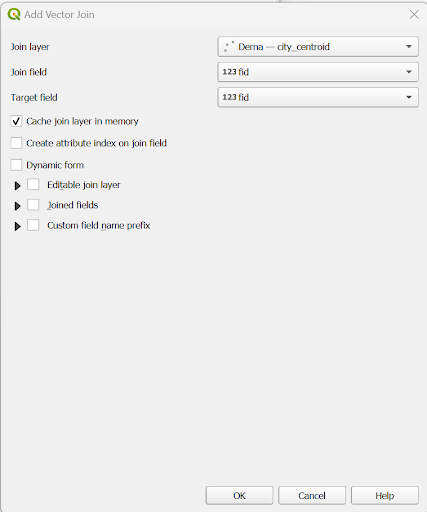 Add Vector Join
Join layer Derna — city_centroid
Join field 123 fid
Target field 123 fid
Cache join layer in memory
Create attribute index on join field
Dynamic form
Editable join layer
Joined fields
Custom field name prefix
OK Cancel Help